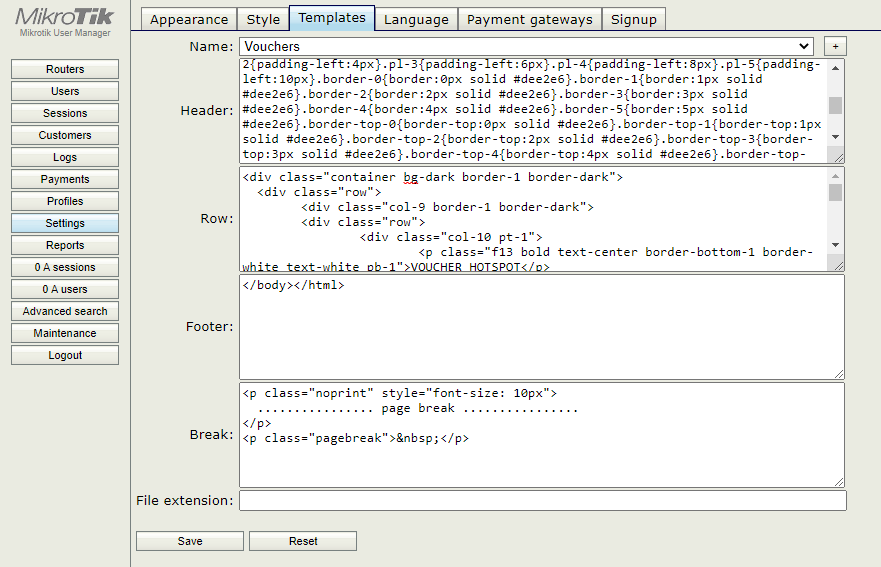 MikroTik
Mikrotik User Manager
Routers
Users
Sessions
Customers
Logs
Payments
Profiles
Settings
Reports
0 A sessions
0 A users
Advanced search
Maintenance
Logout
Appearance Style Templates Language Payment gateways Signup
Name: Vouchers +
Header:
2{padding-left:4px}.pl-3{padding-left:6px}.pl-4{padding-left:8px}.pl-5{padding-
left:10px}.border-0{border:0px solid #dee2e6}.border-1{border:1px solid
#dee2e6}.border-2{border:2px solid #dee2e6}.border-3{border:3px solid
#dee2e6}.border-4{border:4px solid #dee2e6}.border-5{border:5px solid
#dee2e6}.border-top-0{border-top:0px solid #dee2e6}.border-top-1{border-top:1px
solid #dee2e6}.border-top-2{border-top:2px solid #dee2e6}.border-top-3{border-
top:3px solid #dee2e6}.border-top-4{border-top:4px solid #dee2e6}.border-top-
Row:
<div class="container bg-dark border-1 border-dark">
<div class="row">
<div class="col-9 border-1 border-dark">
<div class="row">
<div class="col-10 pt-1">
<p class="f13 bold text-center border-bottom-1 border-
white text-white pb-1">VOUCHER HOTSPOT</p>
Footer:
</body></html>
Break:
<p class="noprint" style="font-size: 10px">
................ page break ................
</p>
<p class="pagebreak">&nbsp;</p>
File extension:
Save Reset